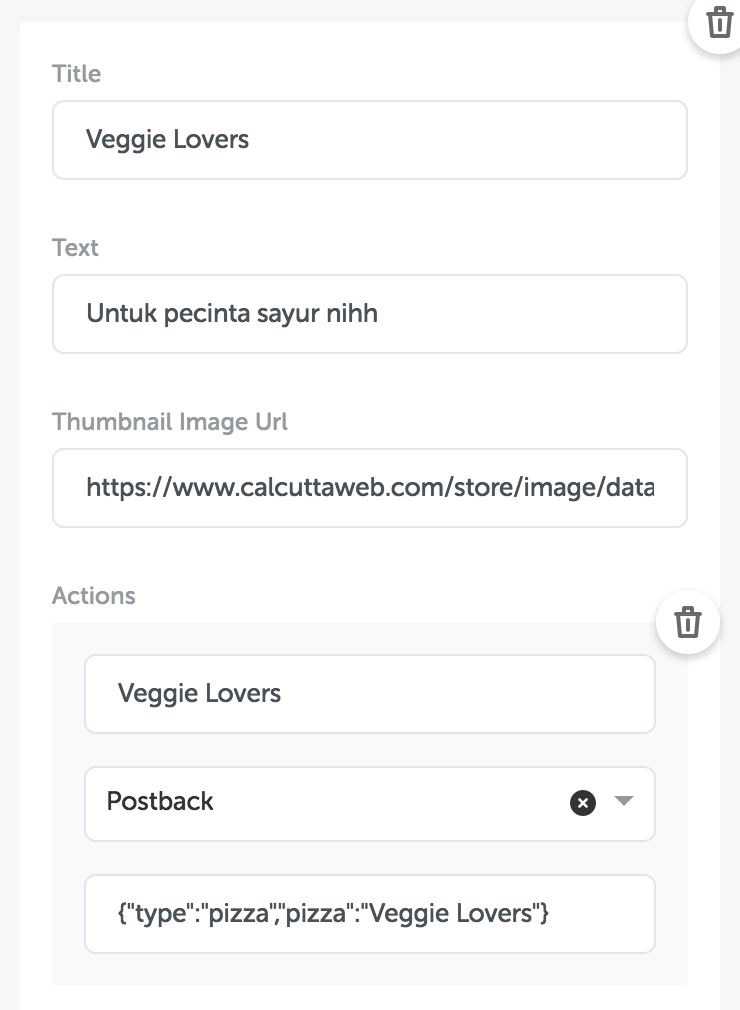 Title
Veggie Lovers
Text
Untuk pecinta sayur nihh
Thumbnail Image Url
https://www.calcuttaweb.com/store/image/data
Actions
Veggie Lovers
Postback
{"type":"pizza","pizza":"Veggie Lovers"}